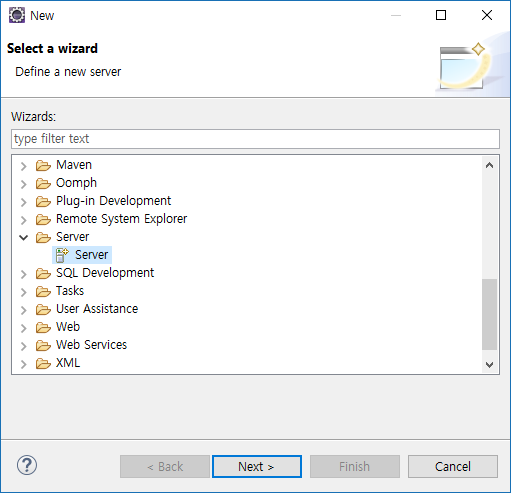 New
Select a wizard
Define a new server
Wizards:
type filter text
Maven
Oomph
Plug-in Development
Remote System Explorer
Server
Server
SQL Development
Tasks
User Assistance
Web
Web Services
XML
?
< Back
Next >
Finish
Cancel